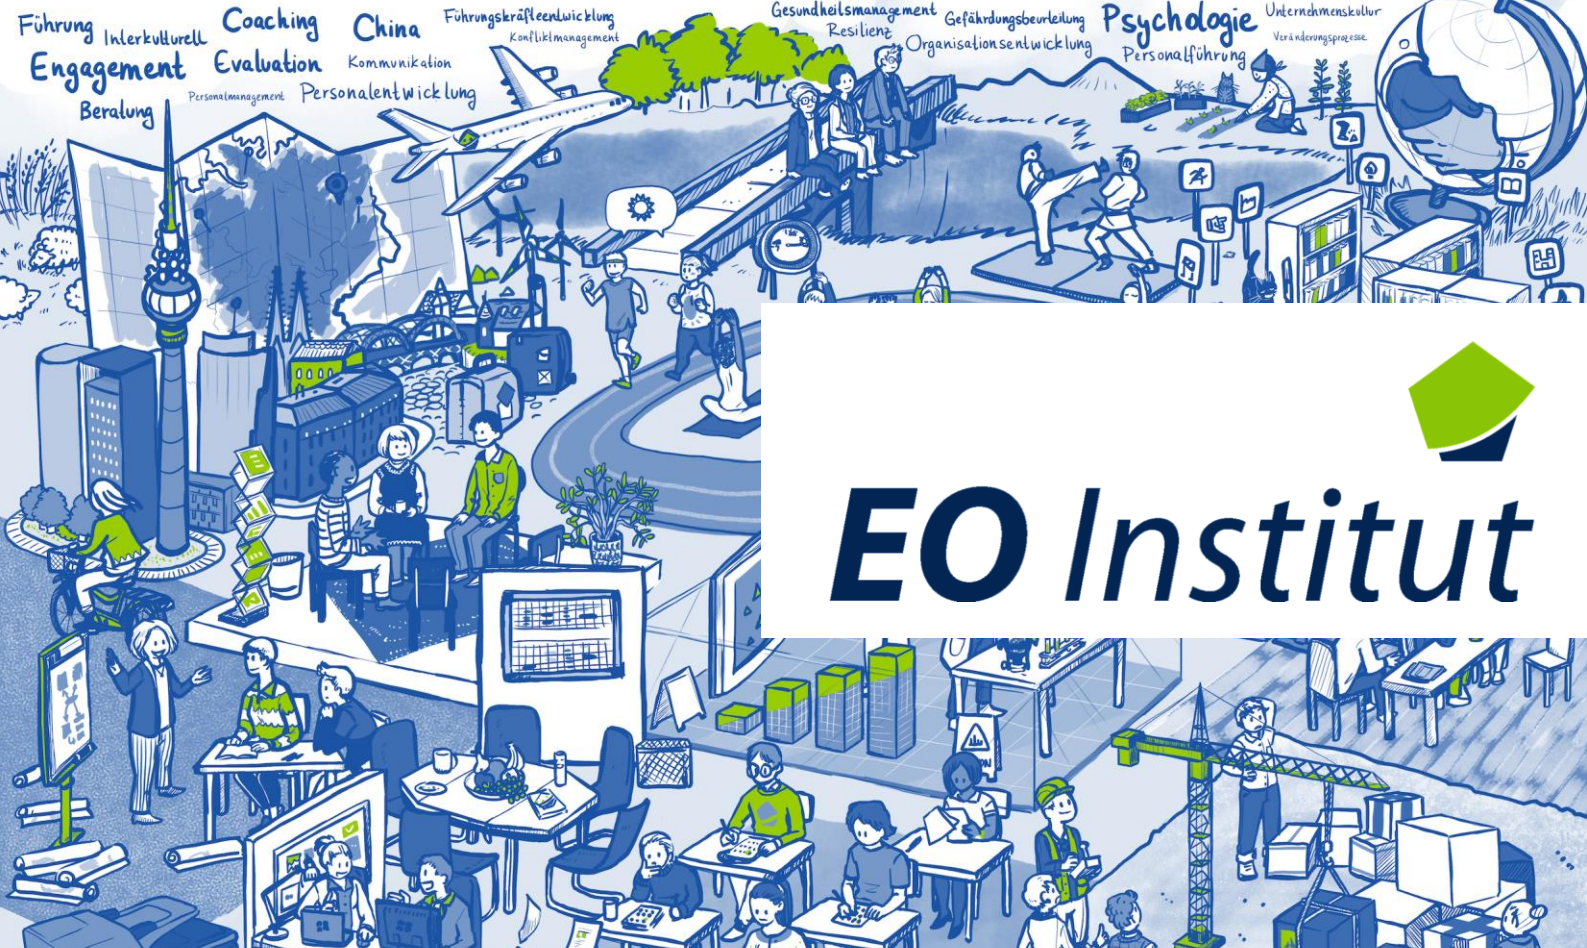 Führung
Interkulturell
Coaching
China
Führungskräfteentwicklung
Konfliktmanagement
Engagement
Evaluation
Kommunikation
Beratung
Personalmanagement
Personalentwicklung
Gesundheitsmanagement
Resilienz
Gefährdungsbeurteilung
Organisationsentwicklung
Psychologie
Personalführung
Unternehmenskultur
Veränderungsprozesse
EO Institut